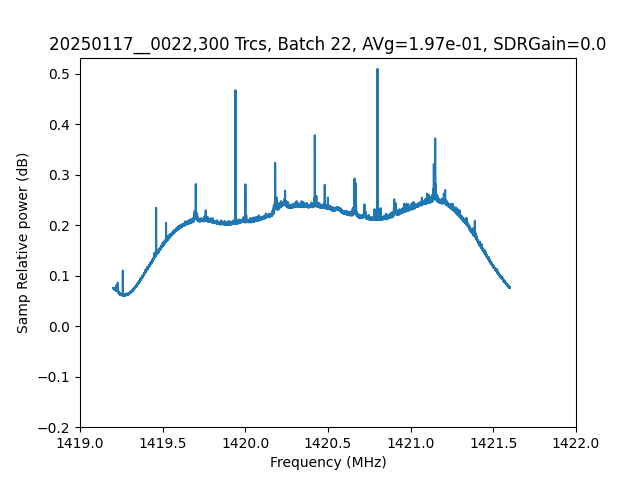 20250117__0022,300 Trcs, Batch 22, AVg=1.97e-01, SDRGain=0.0
0.5
0.4
0.3
0.2
0.1
0.0
−0.1
−0.2
Samp Relative power (dB)
1419.0 1419.5 1420.0 1420.5 1421.0 1421.5 1422.0
Frequency (MHz)